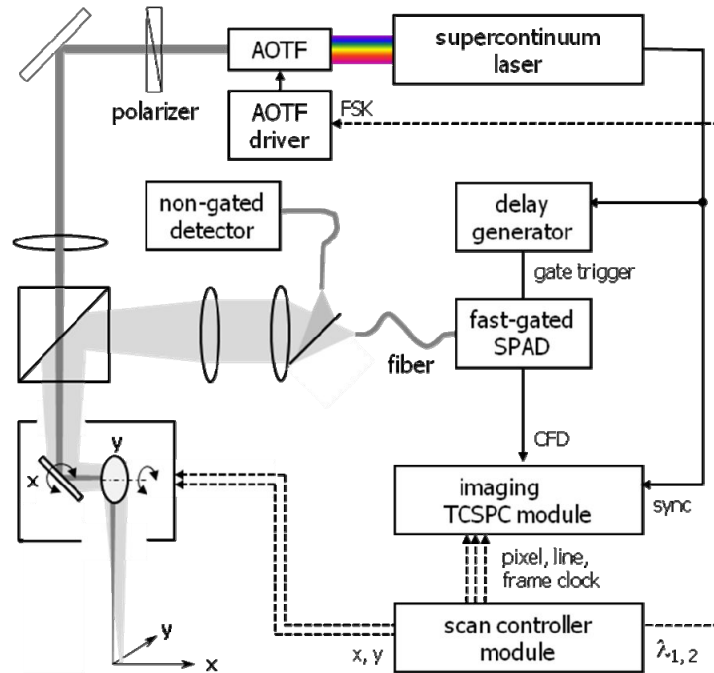 AOTF
supercontinuum
laser
polarizer
AOTF
driver
FSK
non-gated
detector
delay
generator
gate trigger
fast-gated
SPAD
fiber
CFD
y
x
imaging
TCSPC module
sync
pixel, line,
frame clock
y
x
x, y
scan controller
module
λ1, 2